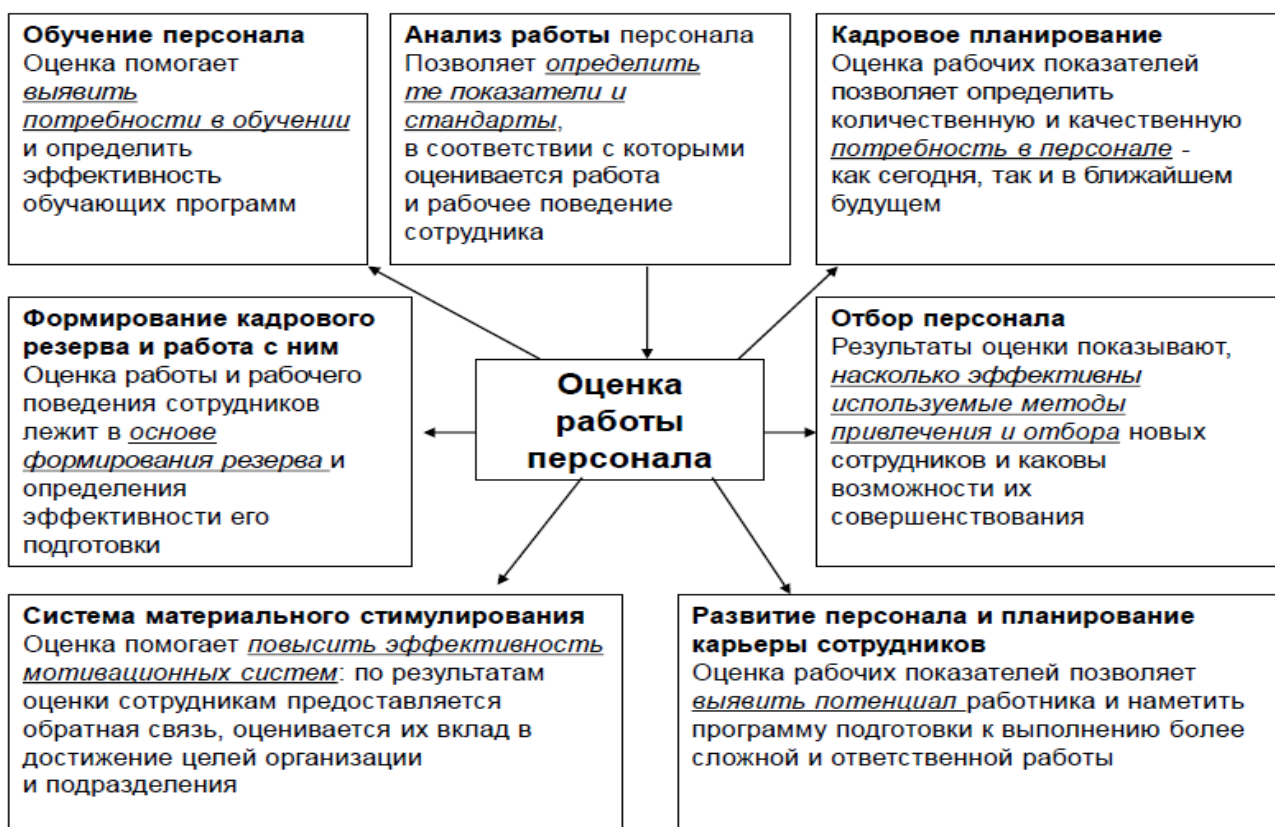 Обучение персонала
Оценка помогает
выявить
потребности в обучении
и определить
эффективность
обучающих программ
Анализ работы персонала
Позволяет определить
те показатели и
стандарты,
в соответствии с которыми
оценивается работа
и рабочее поведение
сотрудника
Кадровое планирование
Оценка рабочих показателей
позволяет определить
количественную и качественную
потребность в персонале -
как сегодня, так и в ближайшем
будущем
Формирование кадрового
резерва и работа с ним
Оценка работы и рабочего
поведения сотрудников
лежит в основе
формирования резерва и
определения
эффективности его
подготовки
Оценка
работы
персонала
Отбор персонала
Результаты оценки показывают,
насколько эффективны
используемые методы
привлечения и отбора новых
сотрудников и каковы
возможности их
совершенствования
Система материального стимулирования
Оценка помогает повысить эффективность
мотивационных систем: по результатам
оценки сотрудникам предоставляется
обратная связь, оценивается их вклад в
достижение целей организации
и подразделения
Развитие персонала и планирование
карьеры сотрудников
Оценка рабочих показателей позволяет
выявить потенциал работника и наметить
программу подготовки к выполнению более
сложной и ответственной работы